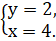 {y = 2,
x = 4.